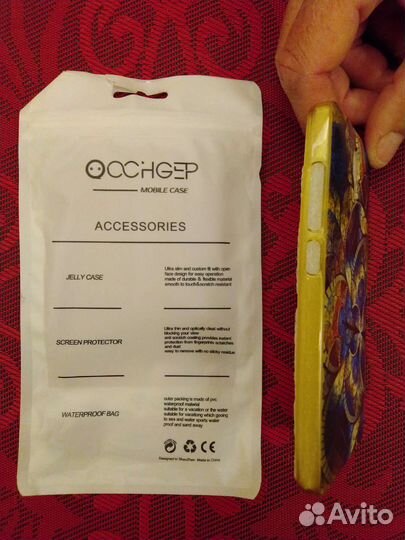 OCCHGEP
MOBILE CASE
ACCESSORIES
JELLY CASE
Ultra slim and custom fit with open
face design for easy operation
made of durable & flexible material
smooth to touch&scratch resistant
SCREEN PROTECTOR
Ultra thin and optically clear without
blocking your view
anti scratch coating provides instant
protection from fingerprints scratches
and dust
easy to remove with no sticky residue
WATERPROOF BAG
outer packing is made of pvc
waterproof material
suitable for a vacation or the water
suitable for vacationg which gooing
to sea and water sports water
proof and sand away
CE
Designed in ShenZhen Made in CHINA
Avito